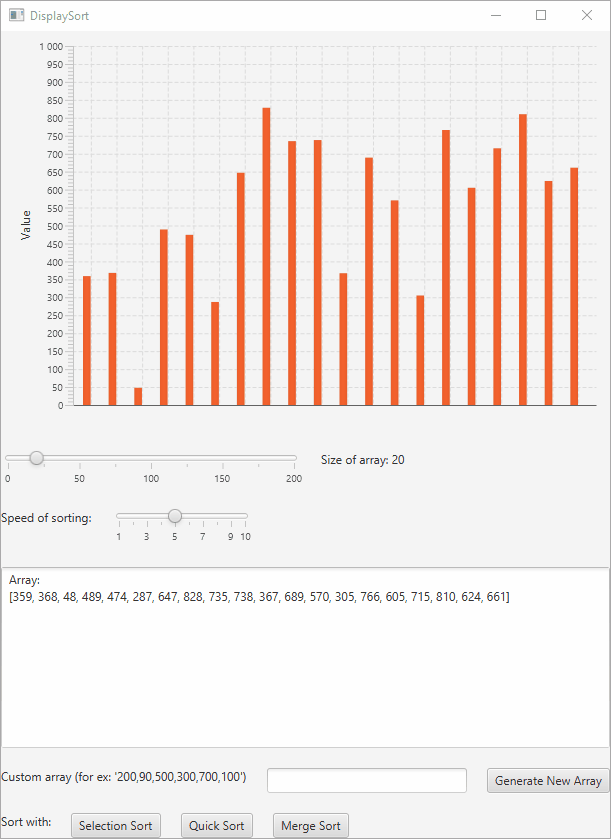 DisplaySort
1 000
950
900
850
800
750
700
650
600
550
500
450
400
350
300
250
200
150
100
50
0
Value
Size of array: 20
0 50 100 150 200
Speed of sorting:
1 3 5 7 9 10
Array:
[359, 368, 48, 489, 474, 287, 647, 828, 735, 738, 367, 689, 570, 305, 766, 605, 715, 810, 624, 661]
Custom array (for ex: '200,90,500,300,700,100') Generate New Array
Sort with: Selection Sort Quick Sort Merge Sort